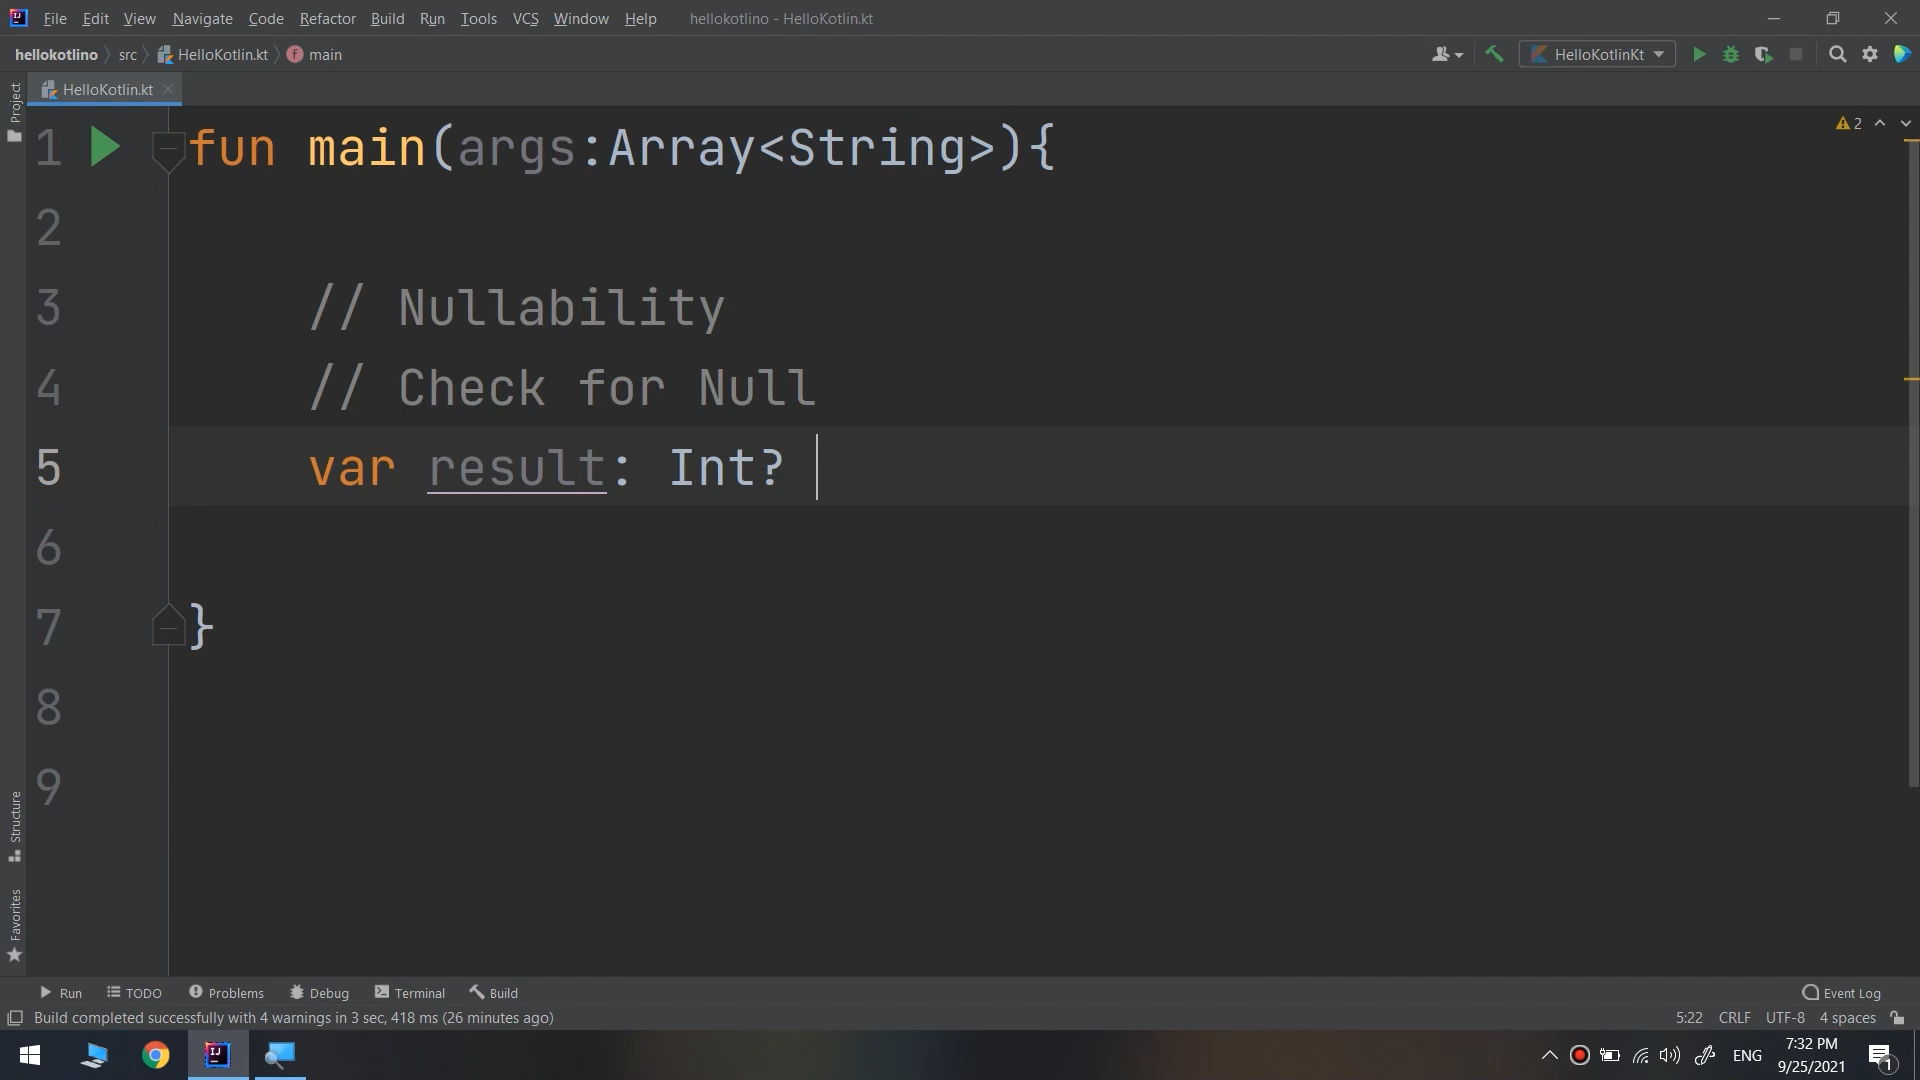 File Edit View Navigate Code Refactor Build Run Tools VCS Window Help hellokotlino - HelloKotlin.kt
hellokotlino src HelloKotlin.kt main HelloKotlinKt
Project
HelloKotlin.kt
2
1 fun main(args:Array<String>){
2
3 // Nullability
4 // Check for Null
5 var result: Int?
6
7 }
8
9
Structure
Favorites
Run TODO Problems Debug Terminal Build Event Log
Build completed successfully with 4 warnings in 3 sec, 418 ms (26 minutes ago) 5:22 CRLF UTF-8 4 spaces
ENG 7:32 PM
9/25/2021
1